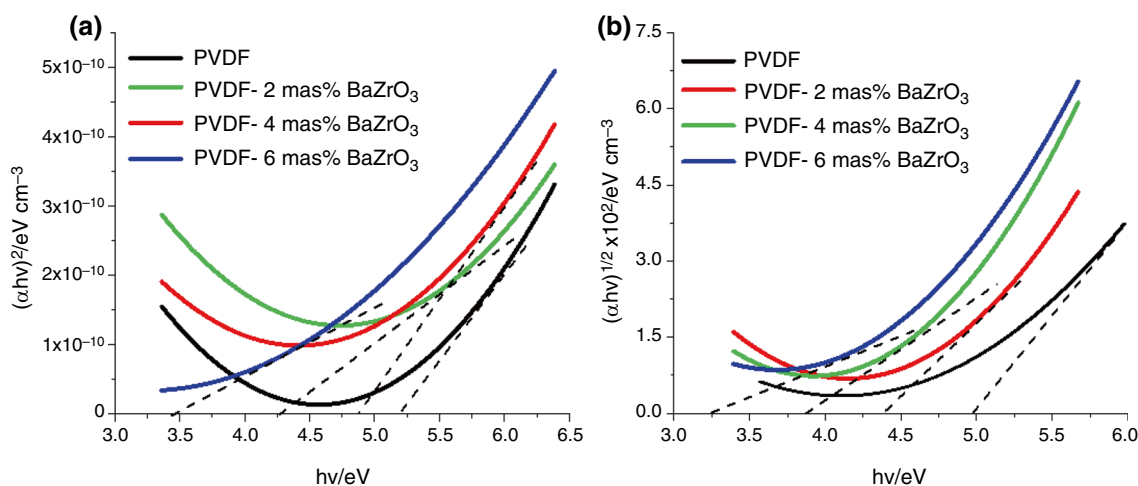 (a)
PVDF
PVDF- 2 mas% BaZrO₃
PVDF- 4 mas% BaZrO₃
PVDF- 6 mas% BaZrO₃
(αhν)²/eV cm⁻³
5x10⁻¹⁰
4x10⁻¹⁰
3x10⁻¹⁰
2x10⁻¹⁰
1x10⁻¹⁰
0
3.0 3.5 4.0 4.5 5.0 5.5 6.0 6.5
hν/eV
(b)
PVDF
PVDF- 2 mas% BaZrO₃
PVDF- 4 mas% BaZrO₃
PVDF- 6 mas% BaZrO₃
(αhν)¹ᐟ² x10²/eV cm⁻³
7.5
6.0
4.5
3.0
1.5
0.0
3.0 3.5 4.0 4.5 5.0 5.5 6.0
hν/eV